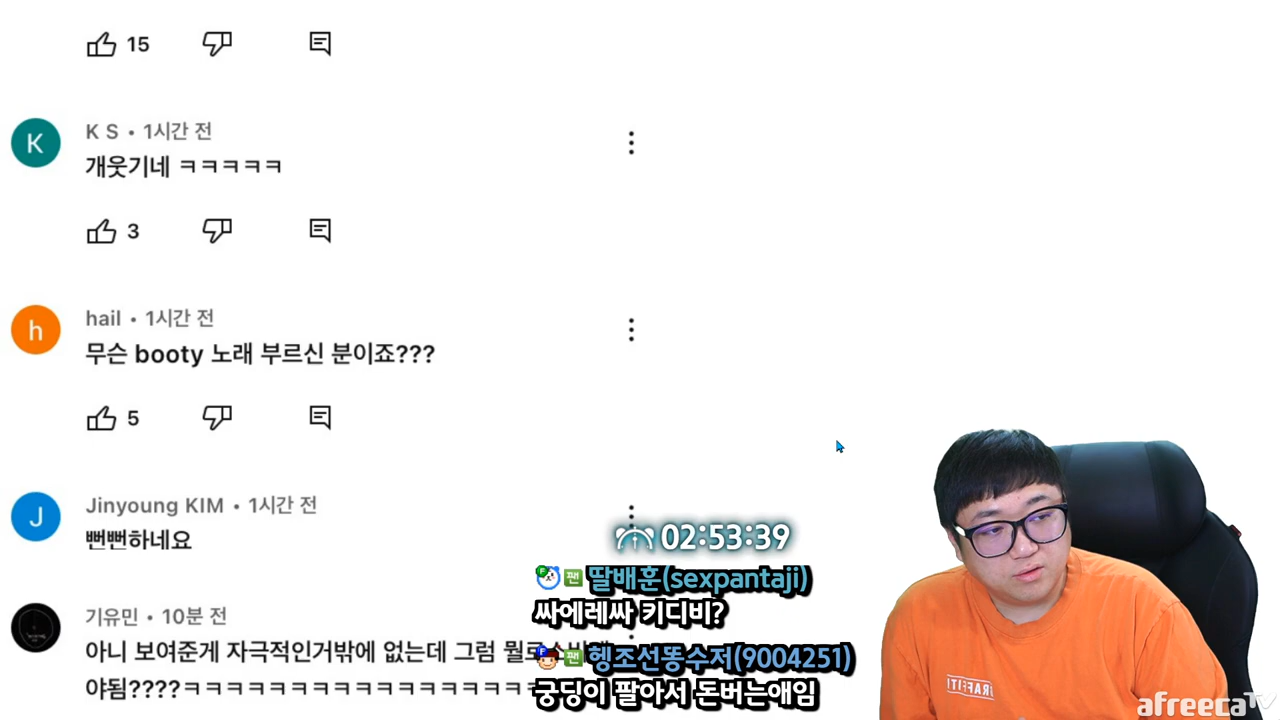 15
K
K S • 1시간 전
개웃기네 ㅋㅋㅋㅋㅋ
3
h
hail • 1시간 전
무슨 booty 노래 부르신 분이죠???
5
J
Jinyoung KIM • 1시간 전
뻔뻔하네요
기유민 • 10분 전
아니 보여준게 자극적인거밖에 없는데 그럼 뭘로
야됨????ㅋㅋㅋㅋㅋㅋㅋㅋㅋㅋㅋㅋㅋㅋㅋㅋㅋㅋ
02:53:39
F 팬 딸배훈(sexpantaji)
싸에레싸 키디비?
F 팬 헹조선똥수저(9004251)
궁딩이 팔아서 돈버는애임
afreecaTV